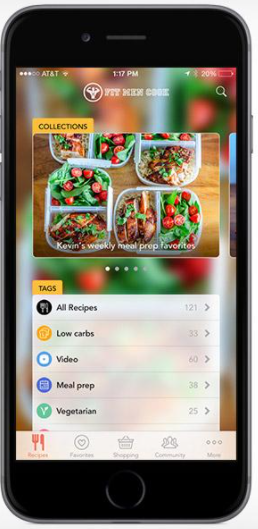 AT&T 1:17 PM 20%
FIT MEN COOK
COLLECTIONS
Kevin's weekly meal prep favorites
TAGS
All Recipes 121 >
Low carbs 33 >
Video 60 >
Meal prep 38 >
Vegetarian 25 >
Recipes Favorites Shopping Community More